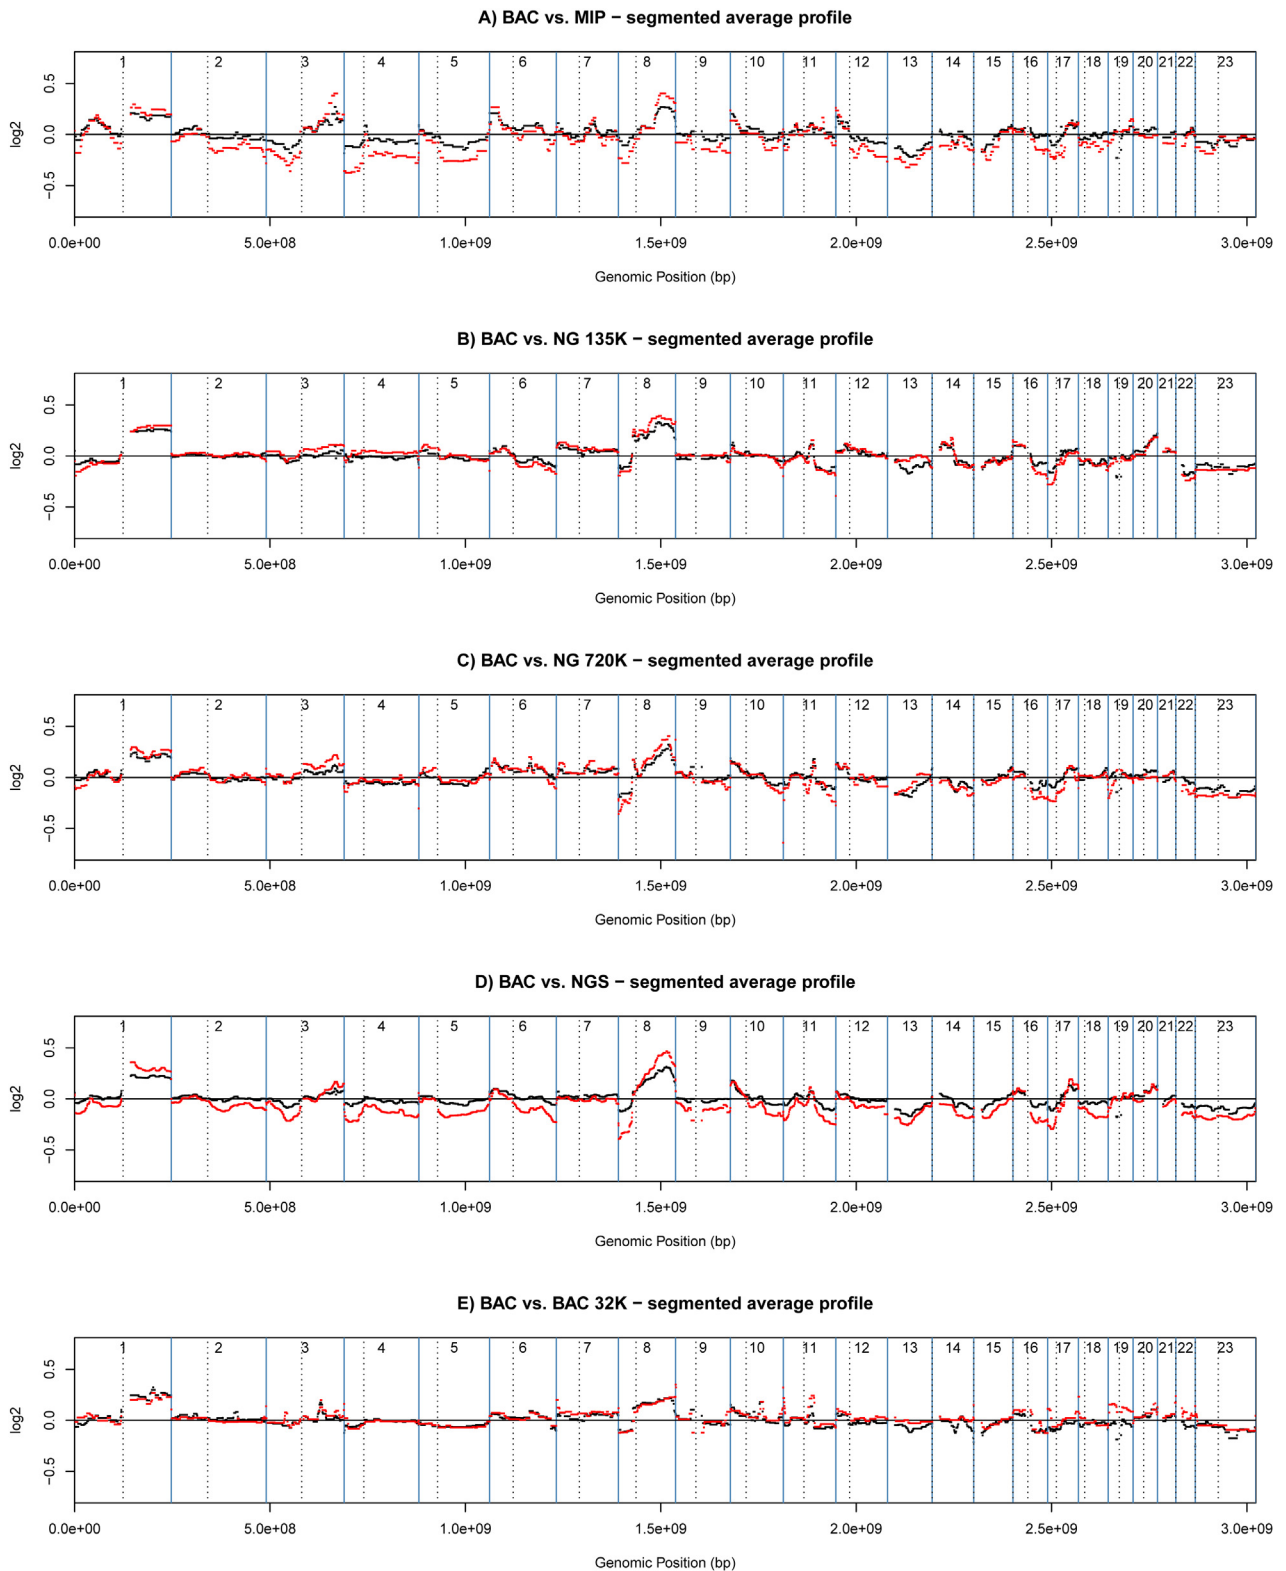 A) BAC vs. MIP − segmented average profile
1 2 3 4 5 6 7 8 9 10 11 12 13 14 15 16 17 18 19 20 21 22 23
log2
0.5
0.0
−0.5
0.0e+00 5.0e+08 1.0e+09 1.5e+09 2.0e+09 2.5e+09 3.0e+09
Genomic Position (bp)
B) BAC vs. NG 135K − segmented average profile
1 2 3 4 5 6 7 8 9 10 11 12 13 14 15 16 17 18 19 20 21 22 23
log2
0.5
0.0
−0.5
0.0e+00 5.0e+08 1.0e+09 1.5e+09 2.0e+09 2.5e+09 3.0e+09
Genomic Position (bp)
C) BAC vs. NG 720K − segmented average profile
1 2 3 4 5 6 7 8 9 10 11 12 13 14 15 16 17 18 19 20 21 22 23
log2
0.5
0.0
−0.5
0.0e+00 5.0e+08 1.0e+09 1.5e+09 2.0e+09 2.5e+09 3.0e+09
Genomic Position (bp)
D) BAC vs. NGS − segmented average profile
1 2 3 4 5 6 7 8 9 10 11 12 13 14 15 16 17 18 19 20 21 22 23
log2
0.5
0.0
−0.5
0.0e+00 5.0e+08 1.0e+09 1.5e+09 2.0e+09 2.5e+09 3.0e+09
Genomic Position (bp)
E) BAC vs. BAC 32K − segmented average profile
1 2 3 4 5 6 7 8 9 10 11 12 13 14 15 16 17 18 19 20 21 22 23
log2
0.5
0.0
−0.5
0.0e+00 5.0e+08 1.0e+09 1.5e+09 2.0e+09 2.5e+09 3.0e+09
Genomic Position (bp)